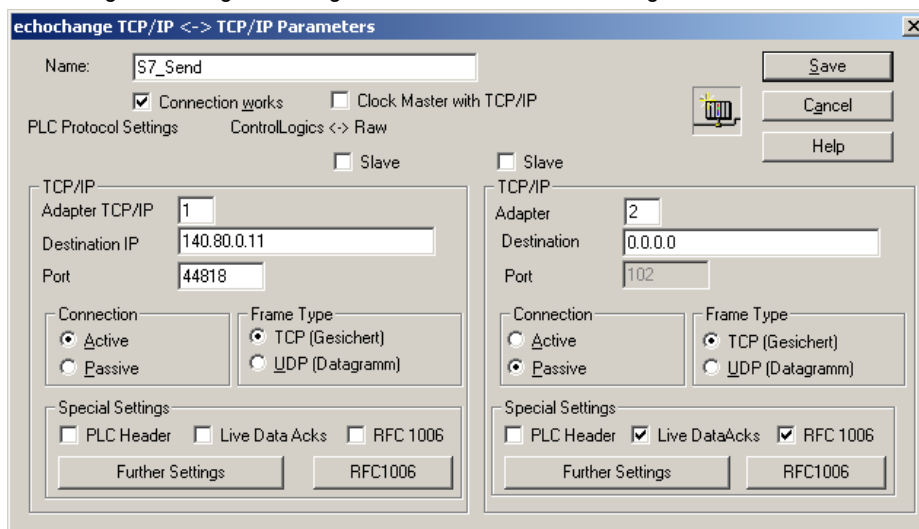 echochange TCP/IP <-> TCP/IP Parameters
Name: S7_Send
Save
Connection works Clock Master with TCP/IP
Cancel
PLC Protocol Settings ControlLogics <-> Raw
Help
Slave Slave
TCP/IP TCP/IP
Adapter TCP/IP 1 Adapter 2
Destination IP 140.80.0.11 Destination 0.0.0.0
Port 44818 Port 102
Connection Frame Type Connection Frame Type
Active TCP (Gesichert) Active TCP (Gesichert)
Passive UDP (Datagramm) Passive UDP (Datagramm)
Special Settings Special Settings
PLC Header Live Data Acks RFC 1006 PLC Header Live DataAcks RFC 1006
Further Settings RFC1006 Further Settings RFC1006